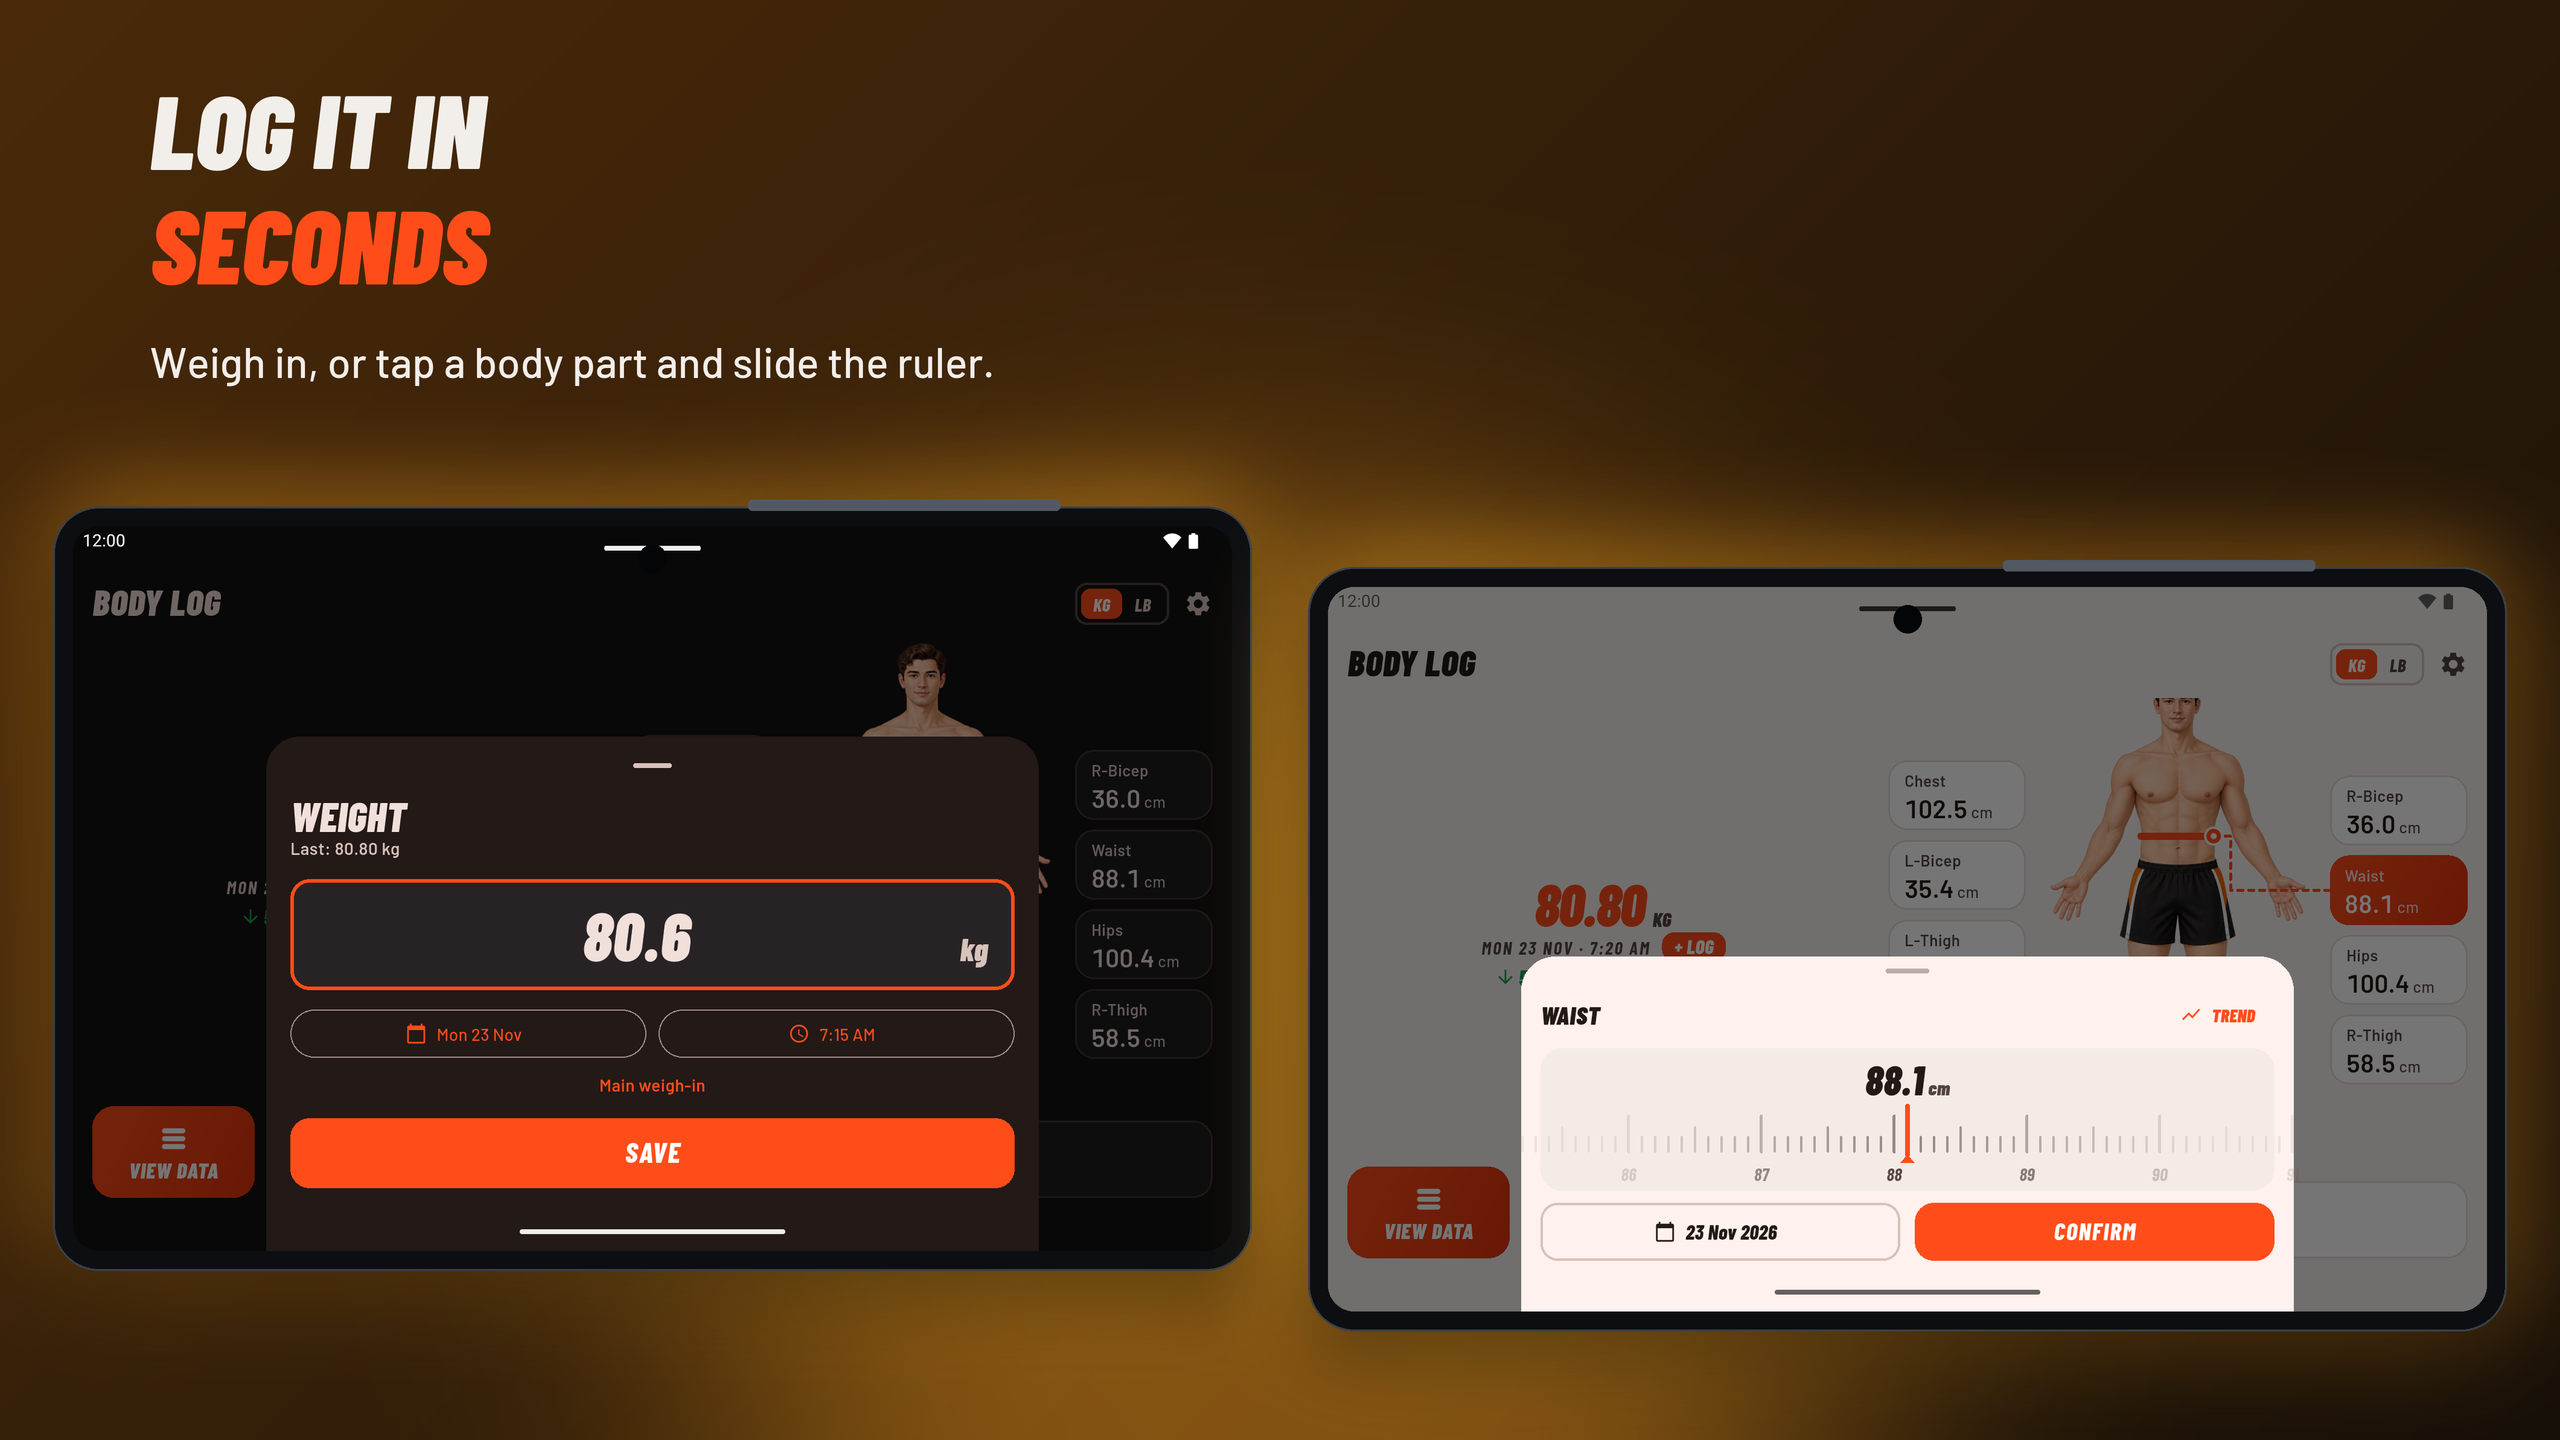 LOG IT IN
SECONDS
Weigh in, or tap a body part and slide the ruler.
12:00
BODY LOG
KG LB
R-Bicep
36.0 cm
Waist
88.1 cm
Hips
100.4 cm
R-Thigh
58.5 cm
MON
WEIGHT
Last: 80.80 kg
80.6 kg
Mon 23 Nov
7:15 AM
Main weigh-in
SAVE
VIEW DATA
12:00
BODY LOG
KG LB
80.80 KG
MON 23 NOV · 7:20 AM + LOG
Chest
102.5 cm
L-Bicep
35.4 cm
L-Thigh
R-Bicep
36.0 cm
Waist
88.1 cm
Hips
100.4 cm
R-Thigh
58.5 cm
WAIST
TREND
88.1 cm
86 87 88 89 90
23 Nov 2026
CONFIRM
VIEW DATA